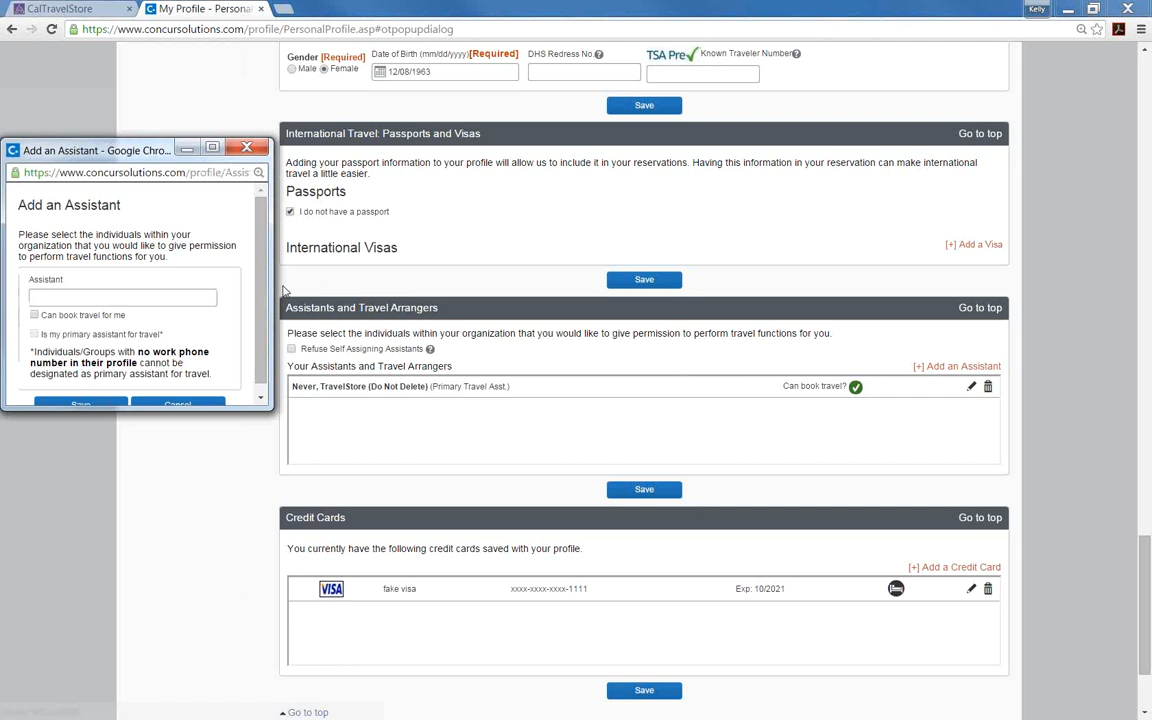 CalTravelStore
My Profile - Persona
Kelly
https://www.concursolutions.com/profile/PersonalProfile.asp#otpopupdialog
Gender [Required]
Date of Birth (mm/dd/yyyy)[Required]
DHS Redress No.
TSA Pre
Known Traveler Number
Male
Female
12/08/1963
Save
International Travel: Passports and Visas
Go to top
Adding your passport information to your profile will allow us to include it in your reservations. Having this information in your reservation can make international
travel a little easier.
Passports
I do not have a passport
International Visas
[+] Add a Visa
Save
Add an Assistant - Google Chro...
https://www.concursolutions.com/profile/Assis
Add an Assistant
Please select the individuals within your
organization that you would like to give permission
to perform travel functions for you.
Assistant
Can book travel for me
Is my primary assistant for travel*
*Individuals/Groups with no work phone
number in their profile cannot be
designated as primary assistant for travel.
Save
Cancel
Assistants and Travel Arrangers
Go to top
Please select the individuals within your organization that you would like to give permission to perform travel functions for you.
Refuse Self Assigning Assistants
Your Assistants and Travel Arrangers
[+] Add an Assistant
Never, TravelStore (Do Not Delete) (Primary Travel Asst.)
Can book travel?
Save
Credit Cards
Go to top
You currently have the following credit cards saved with your profile.
[+] Add a Credit Card
VISA
fake visa
xxxx-xxxx-xxxx-1111
Exp: 10/2021
Save
Go to top